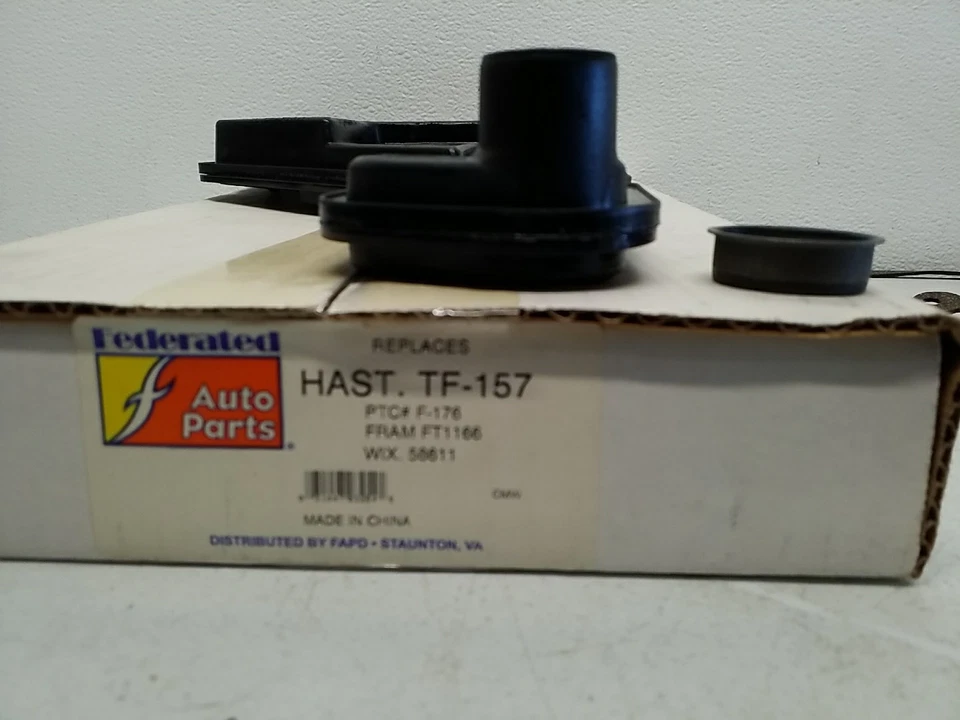 Federated
Auto
Parts
REPLACES
HAST. TF-157
PTC# F-176
FRAM FT1166
WIX. 58611
MADE IN CHINA
DISTRIBUTED BY FAPD • STAUNTON, VA